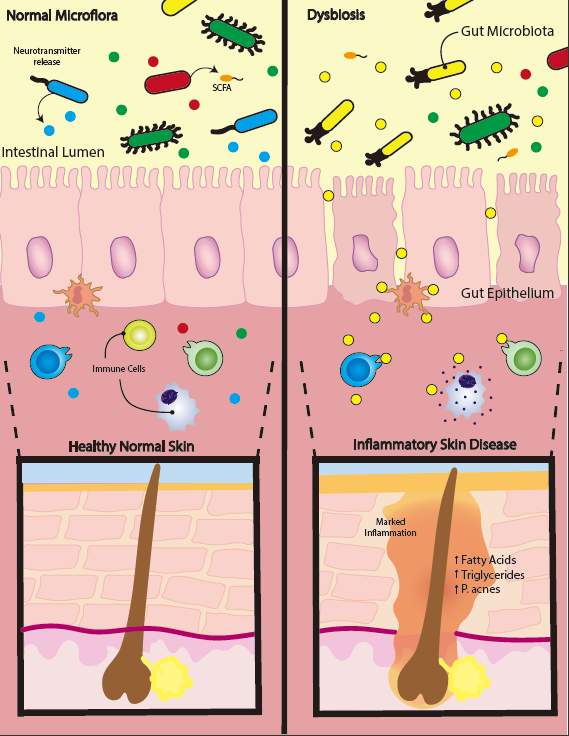 Normal Microflora
Neurotransmitter
release
SCFA
Intestinal Lumen
Immune Cells
Healthy Normal Skin
Dysbiosis
Gut Microbiota
Gut Epithelium
Inflammatory Skin Disease
Marked
Inflammation
↑ Fatty Acids
↑ Triglycerides
↑ P. acnes